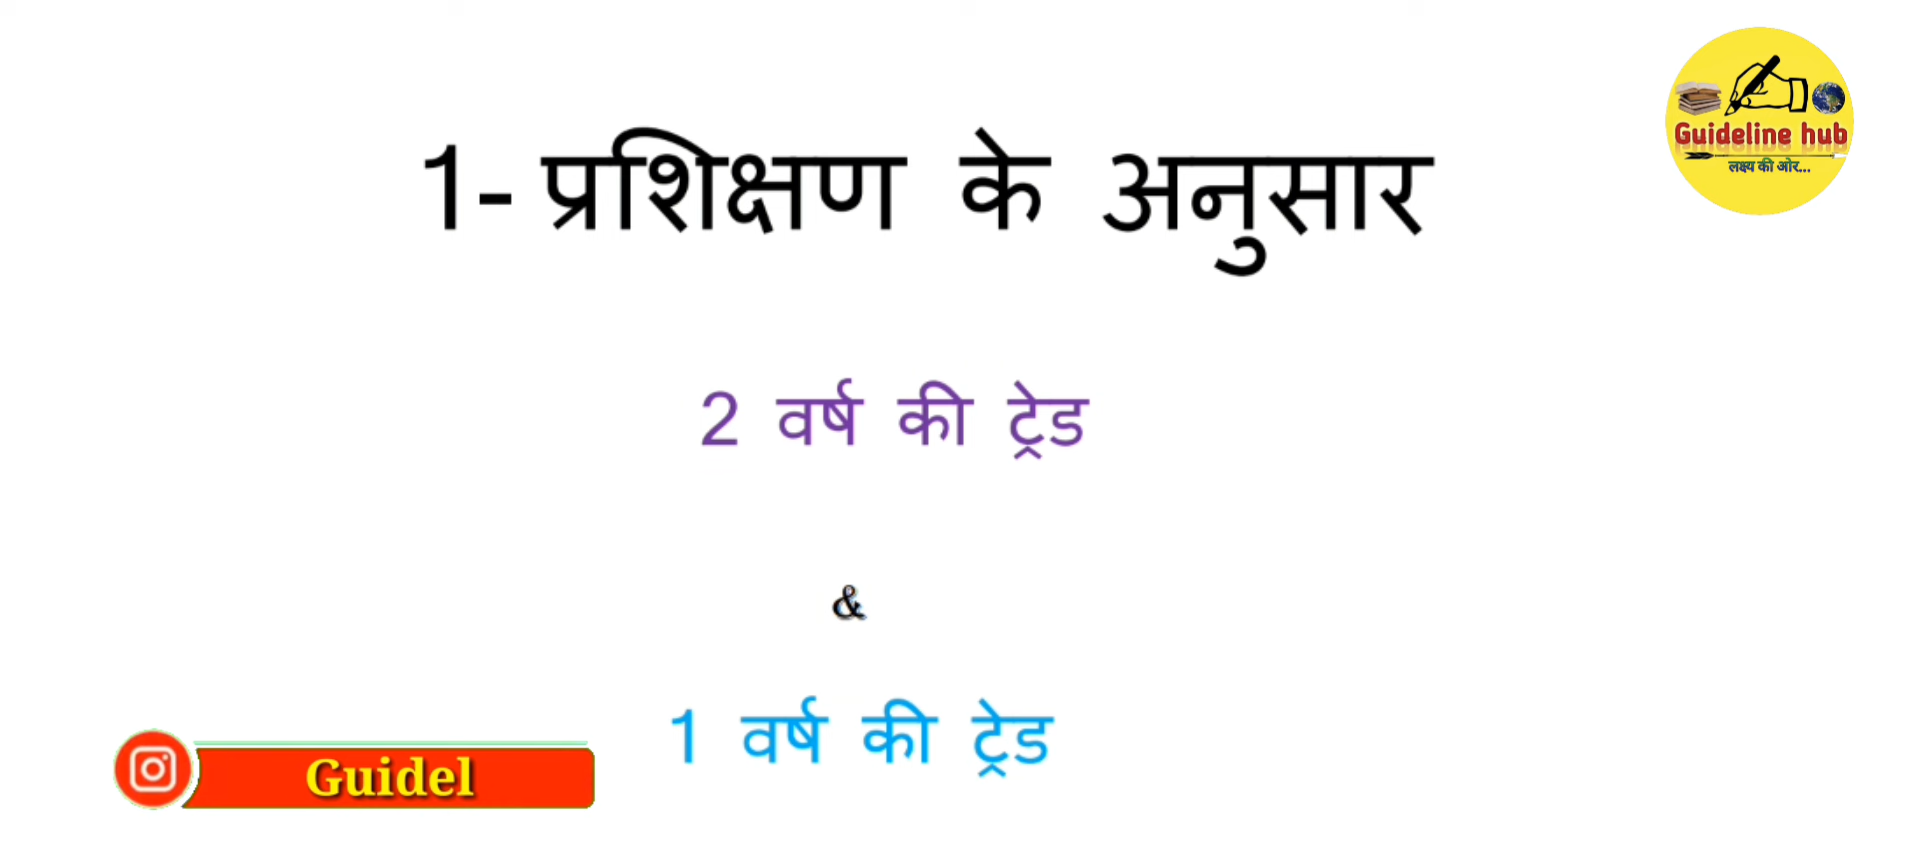 1- प्रशिक्षण के अनुसार
Guideline hub
लक्ष्य की ओर...
2 वर्ष की ट्रेड
&
1 वर्ष की ट्रेड
Guidel